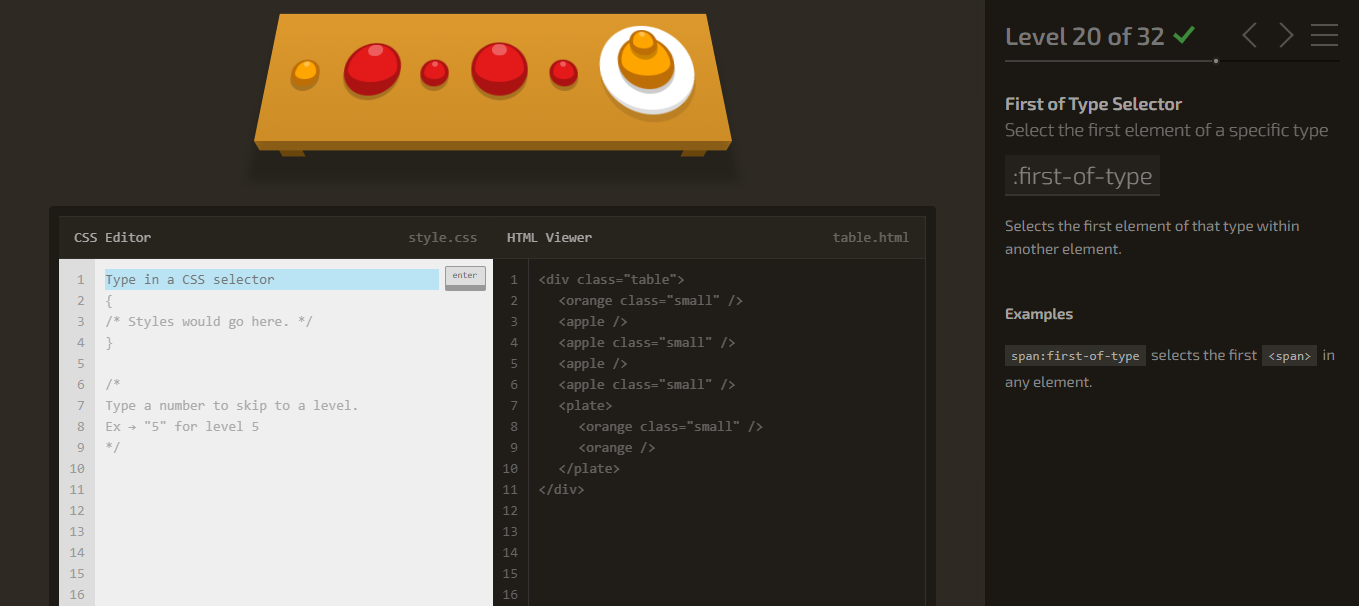 Level 20 of 32
First of Type Selector
Select the first element of a specific type
:first-of-type
Selects the first element of that type within
another element.
Examples
span:first-of-type selects the first <span> in
any element.
CSS Editor style.css
1 Type in a CSS selector enter
2 {
3 /* Styles would go here. */
4 }
5
6 /*
7 Type a number to skip to a level.
8 Ex → "5" for level 5
9 */
10
11
12
13
14
15
16
HTML Viewer table.html
1 <div class="table">
2 <orange class="small" />
3 <apple />
4 <apple class="small" />
5 <apple />
6 <apple class="small" />
7 <plate>
8 <orange class="small" />
9 <orange />
10 </plate>
11 </div>
12
13
14
15
16